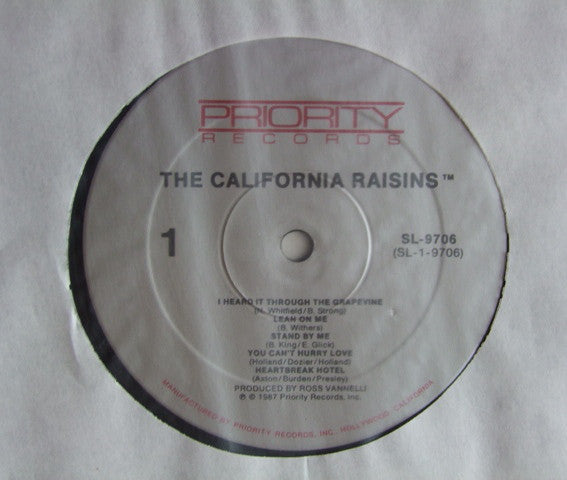 PRIORITY
RECORDS
THE CALIFORNIA RAISINS™
1
SL-9706
(SL-1-9706)
I HEARD IT THROUGH THE GRAPEVINE
(N. Whitfield/B. Strong)
LEAN ON ME
(B. Withers)
STAND BY ME
(B. King/E. Glick)
YOU CAN'T HURRY LOVE
(Holland/Dozier/Holland)
HEARTBREAK HOTEL
(Axton/Burden/Presley)
PRODUCED BY ROSS VANNELLI
℗ © 1987 Priority Records, Inc.
MANUFACTURED BY PRIORITY RECORDS, INC. HOLLYWOOD, CALIFORNIA